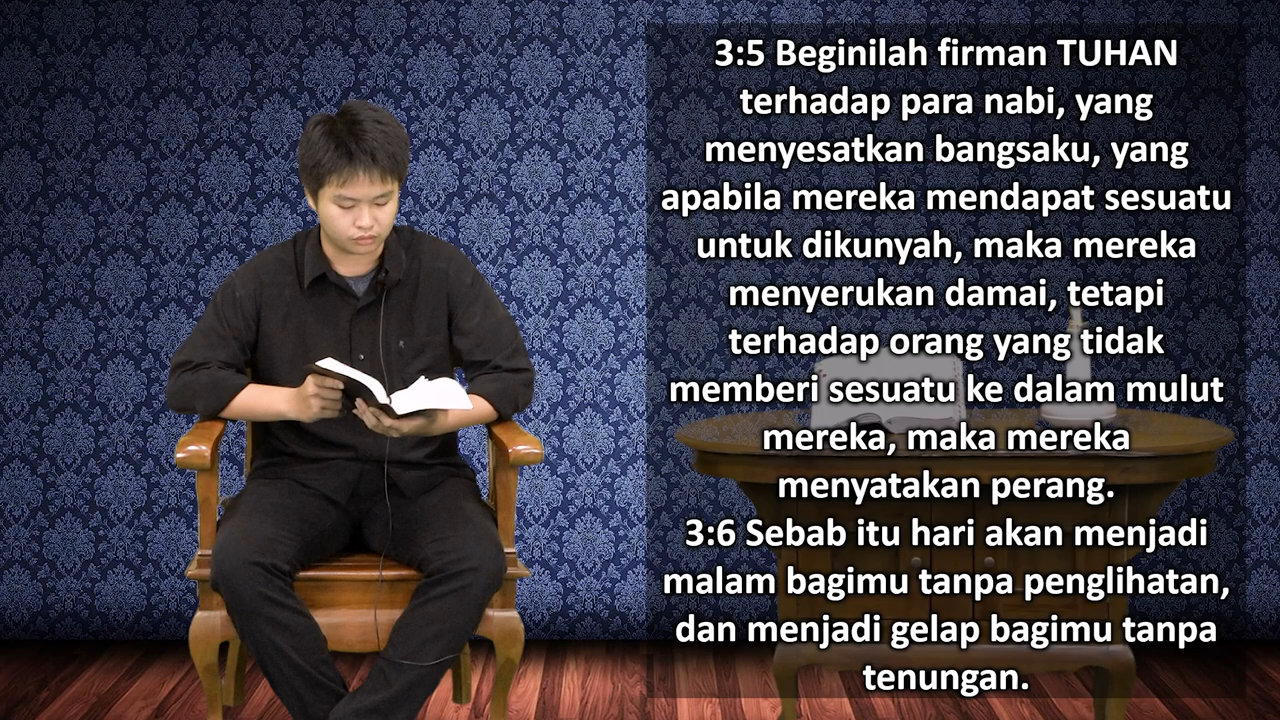 3:5 Beginilah firman TUHAN
terhadap para nabi, yang
menyesatkan bangsaku, yang
apabila mereka mendapat sesuatu
untuk dikunyah, maka mereka
menyerukan damai, tetapi
terhadap orang yang tidak
memberi sesuatu ke dalam mulut
mereka, maka mereka
menyatakan perang.
3:6 Sebab itu hari akan menjadi
malam bagimu tanpa penglihatan,
dan menjadi gelap bagimu tanpa
tenungan.